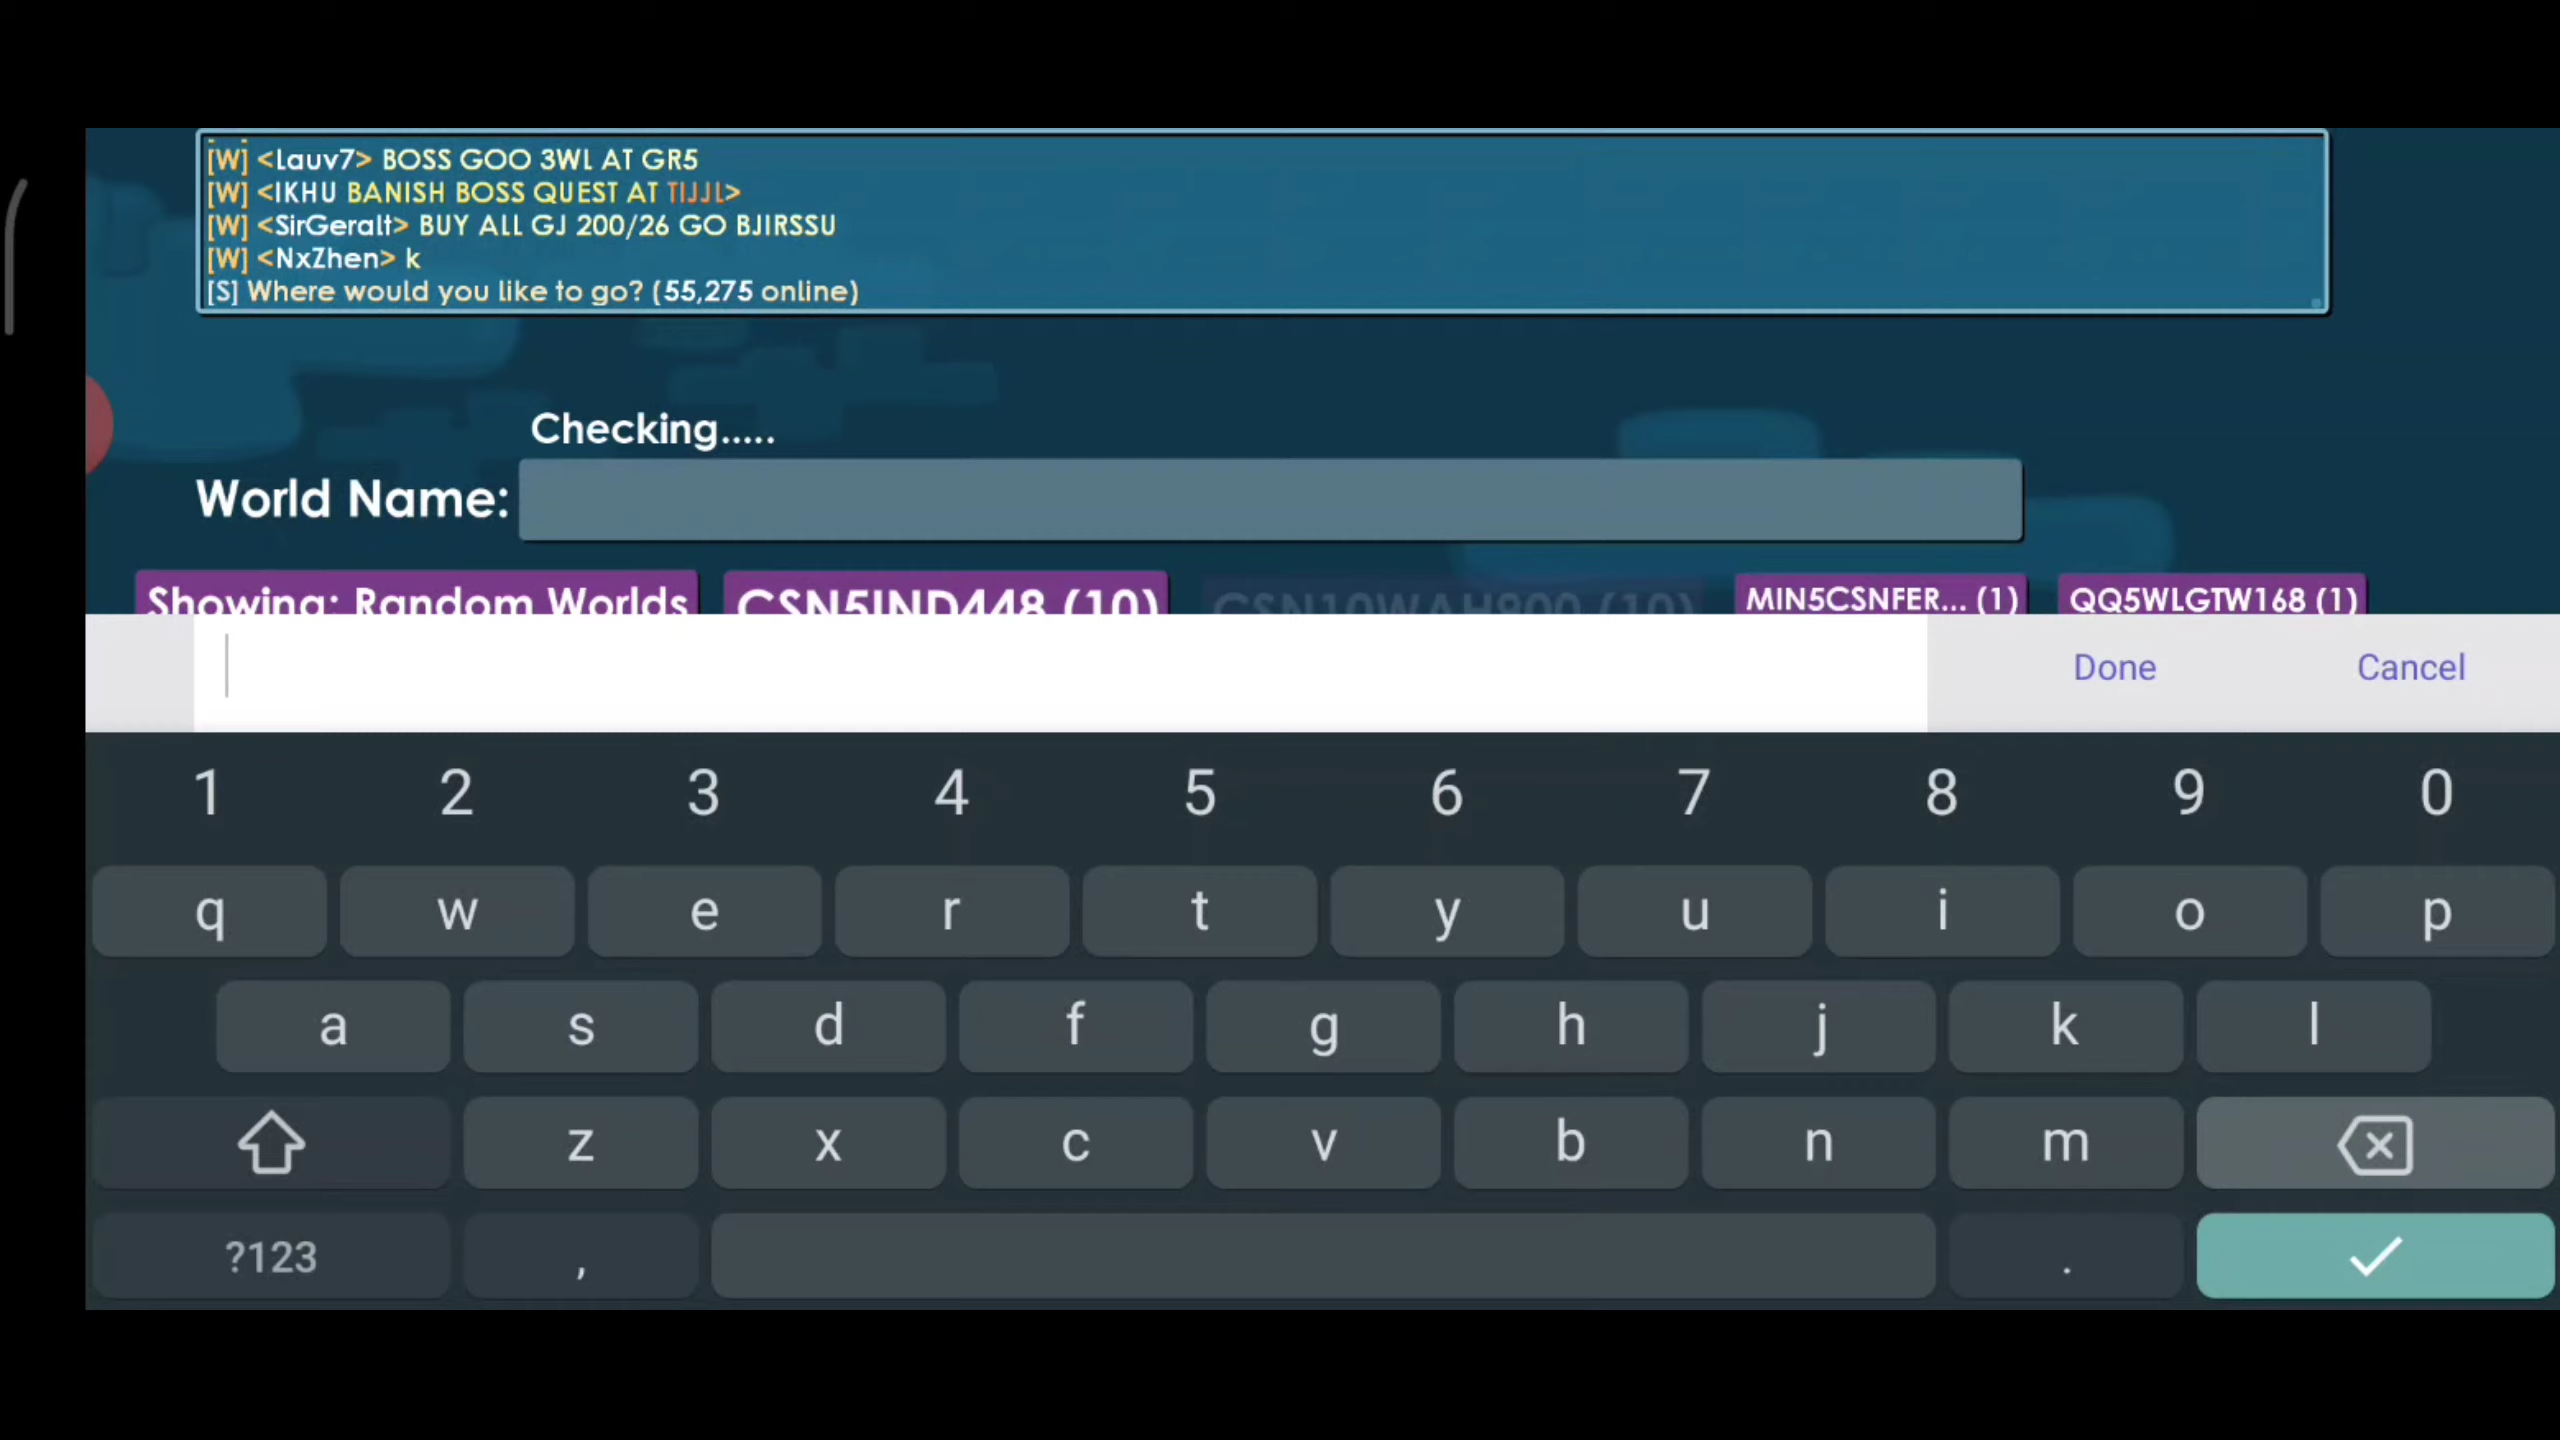 [W] <Lauv7> BOSS GOO 3WL AT GR5
[W] <IKHU BANISH BOSS QUEST AT TIJJL>
[W] <SirGeralt> BUY ALL GJ 200/26 GO BJIRSSU
[W] <NxZhen> k
[S] Where would you like to go? (55,275 online)
Checking.....
World Name:
Showing: Random Worlds CSN5IND448 (10) CSN10WAH900 (10) MIN5CSNFER... (1) QQ5WLGTW168 (1)
Done Cancel
1 2 3 4 5 6 7 8 9 0
q w e r t y u i o p
a s d f g h j k l
z x c v b n m
?123 , .